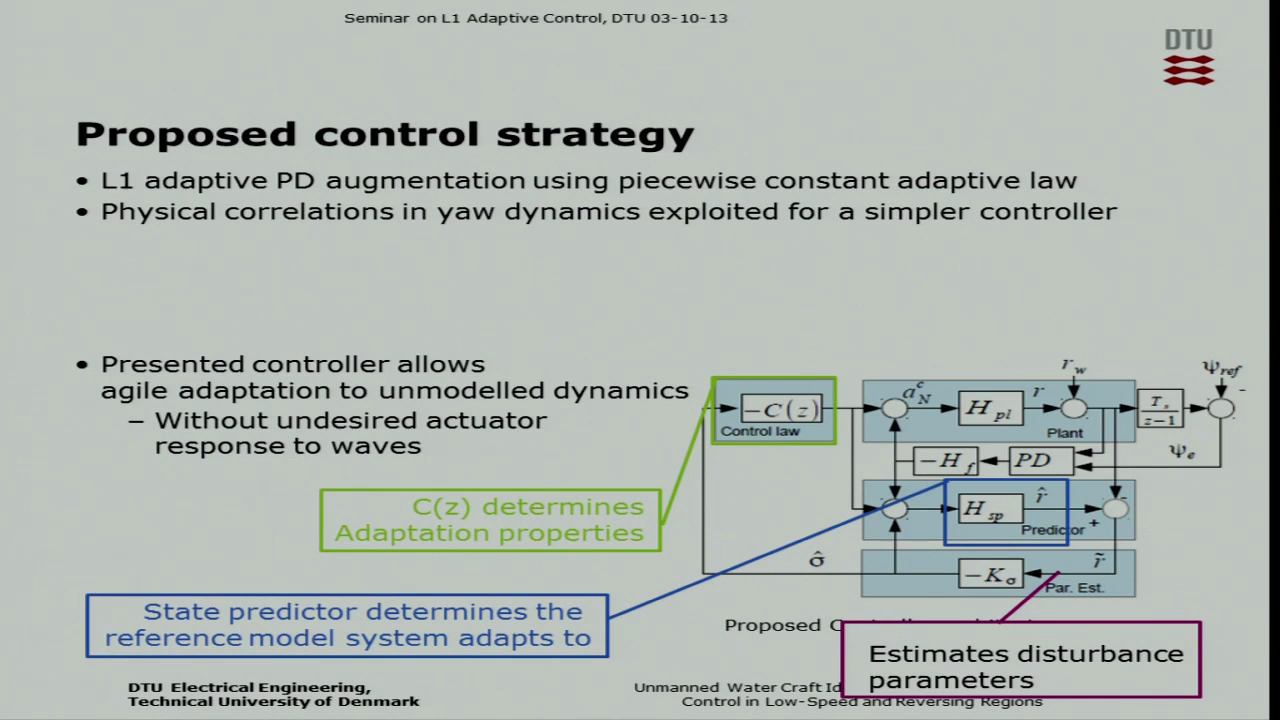 Seminar on L1 Adaptive Control, DTU 03-10-13
DTU
Proposed control strategy
• L1 adaptive PD augmentation using piecewise constant adaptive law
• Physical correlations in yaw dynamics exploited for a simpler controller
• Presented controller allows
agile adaptation to unmodelled dynamics
– Without undesired actuator
response to waves
C(z) determines
Adaptation properties
State predictor determines the
reference model system adapts to
r_w
ψ_ref
-C(z)
Control law
a_N^c
H_pl
r
Plant
T_s
z-1
-
-H_f
PD
ψ_e
H_sp
r̂
Predictor
+
-
σ̂
-K_σ
r̃
Par. Est.
Proposed
Estimates disturbance
parameters
DTU Electrical Engineering,
Technical University of Denmark
Unmanned Water Craft
Control in Low-Speed and Reversing Regions